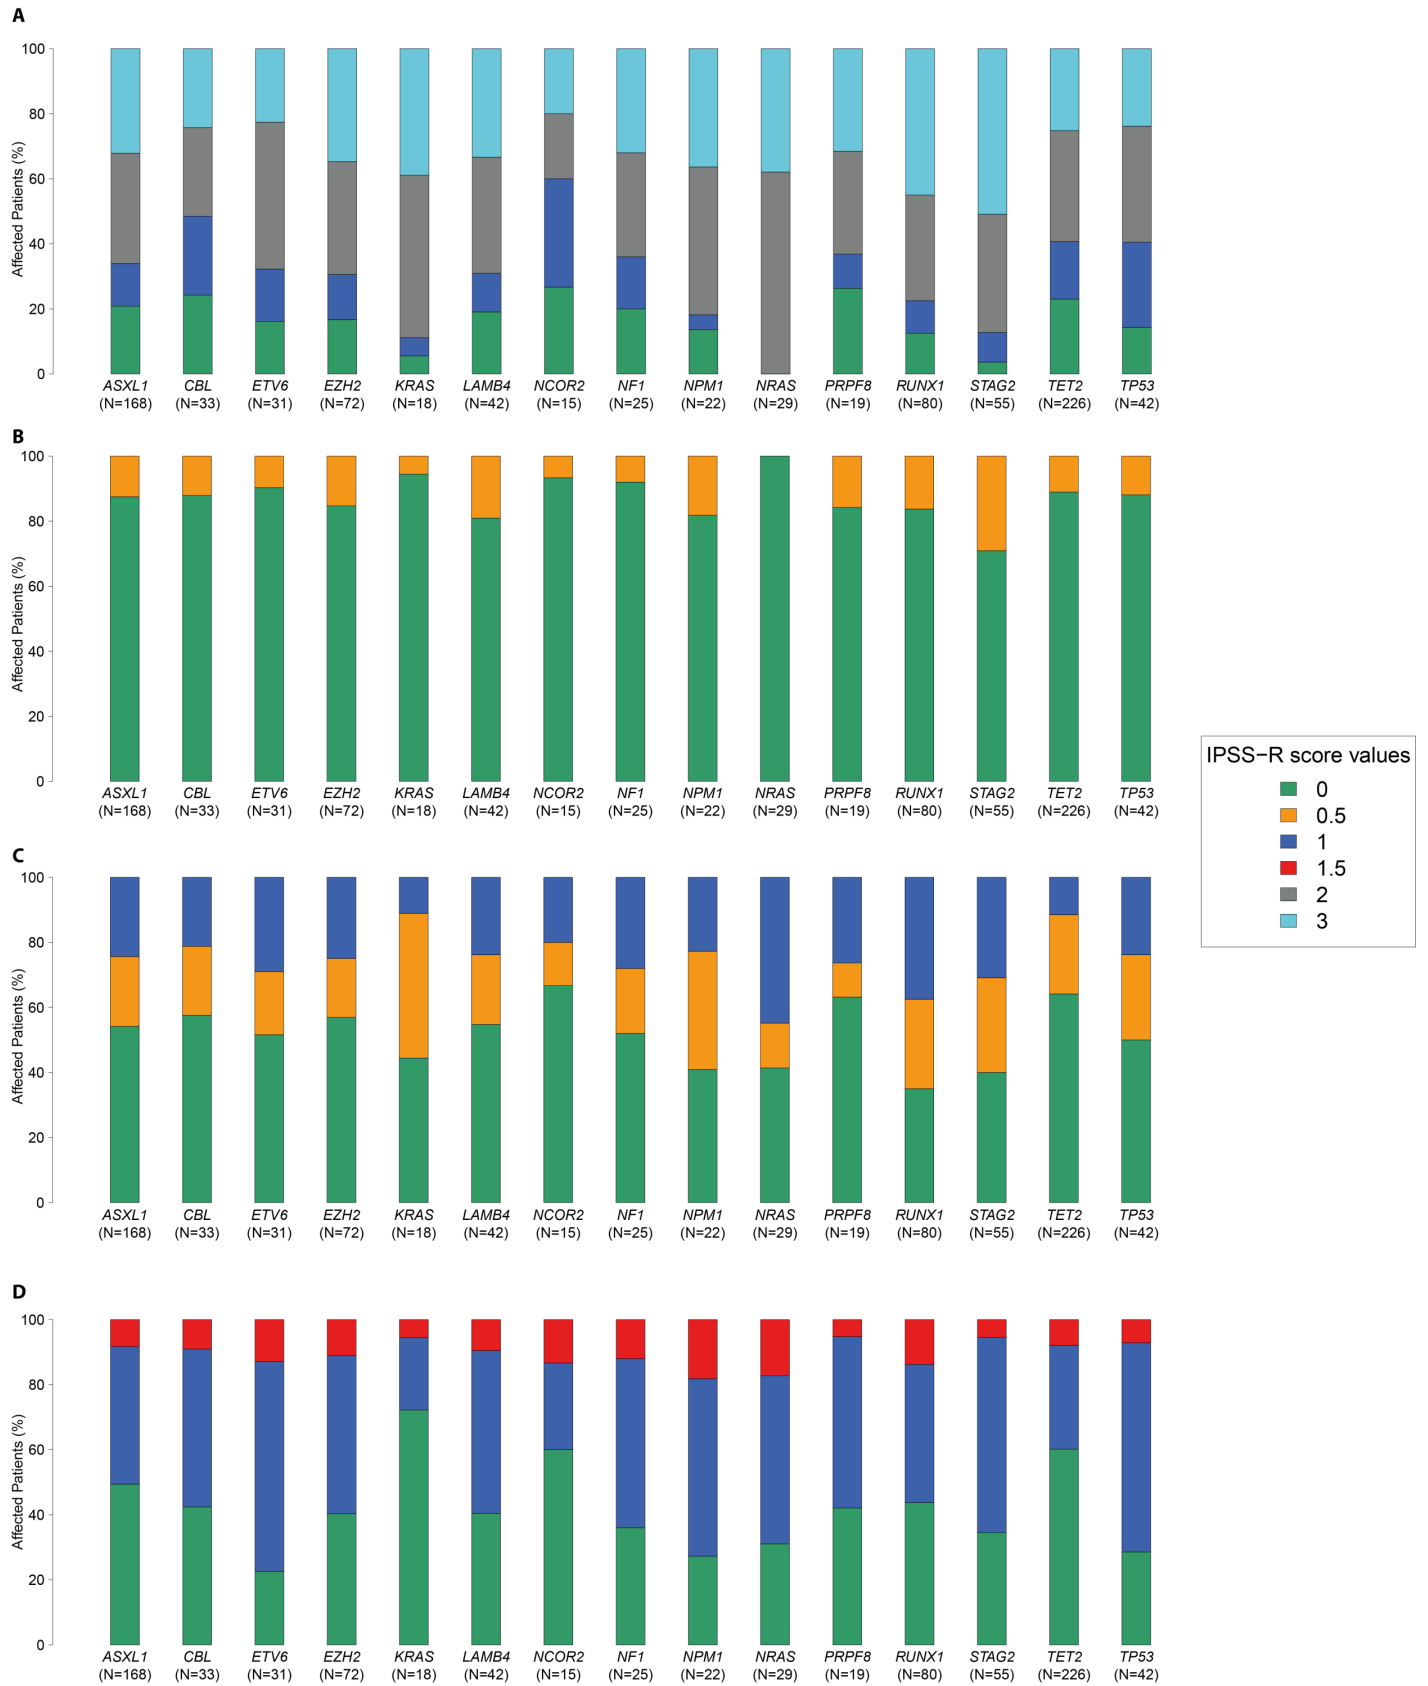 A
100
80
60
40
20
0
Affected Patients (%)
ASXL1 CBL ETV6 EZH2 KRAS LAMB4 NCOR2 NF1 NPM1 NRAS PRPF8 RUNX1 STAG2 TET2 TP53
(N=168) (N=33) (N=31) (N=72) (N=18) (N=42) (N=15) (N=25) (N=22) (N=29) (N=19) (N=80) (N=55) (N=226) (N=42)
B
100
80
60
40
20
0
Affected Patients (%)
ASXL1 CBL ETV6 EZH2 KRAS LAMB4 NCOR2 NF1 NPM1 NRAS PRPF8 RUNX1 STAG2 TET2 TP53
(N=168) (N=33) (N=31) (N=72) (N=18) (N=42) (N=15) (N=25) (N=22) (N=29) (N=19) (N=80) (N=55) (N=226) (N=42)
IPSS−R score values
0
0.5
1
1.5
2
3
C
100
80
60
40
20
0
Affected Patients (%)
ASXL1 CBL ETV6 EZH2 KRAS LAMB4 NCOR2 NF1 NPM1 NRAS PRPF8 RUNX1 STAG2 TET2 TP53
(N=168) (N=33) (N=31) (N=72) (N=18) (N=42) (N=15) (N=25) (N=22) (N=29) (N=19) (N=80) (N=55) (N=226) (N=42)
D
100
80
60
40
20
0
Affected Patients (%)
ASXL1 CBL ETV6 EZH2 KRAS LAMB4 NCOR2 NF1 NPM1 NRAS PRPF8 RUNX1 STAG2 TET2 TP53
(N=168) (N=33) (N=31) (N=72) (N=18) (N=42) (N=15) (N=25) (N=22) (N=29) (N=19) (N=80) (N=55) (N=226) (N=42)